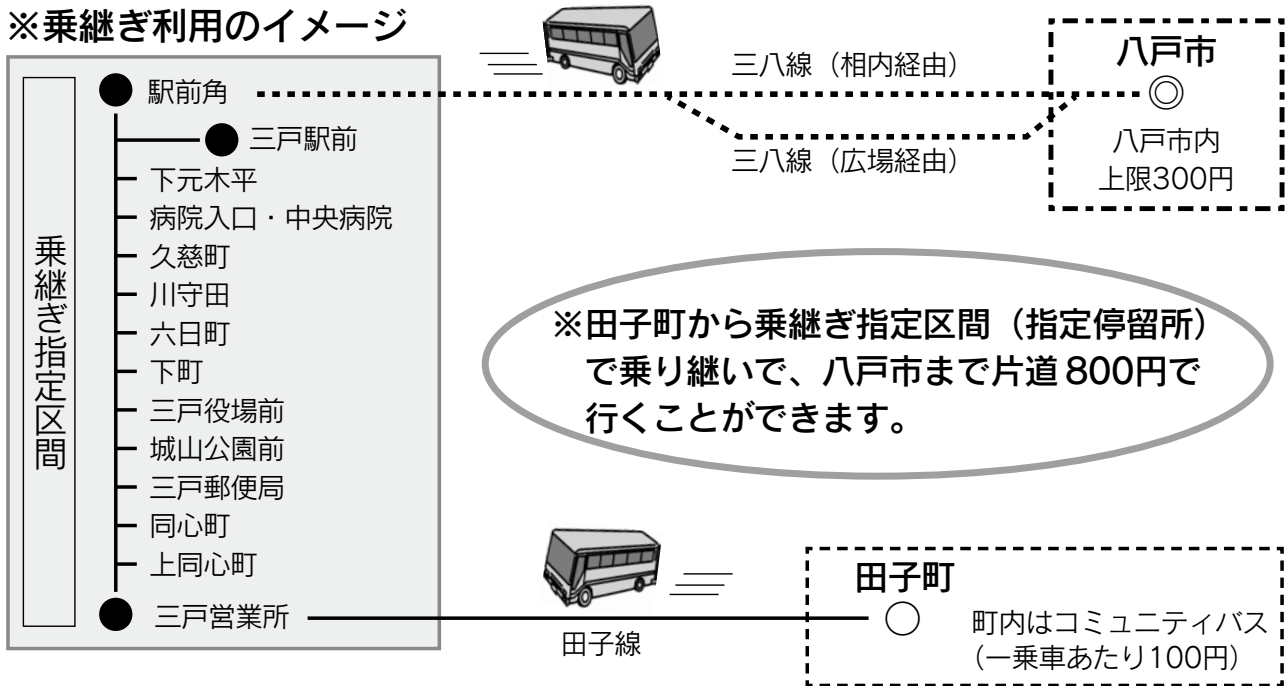 ※乗継ぎ利用のイメージ
乗継ぎ指定区間
駅前角
三戸駅前
下元木平
病院入口・中央病院
久慈町
川守田
六日町
下町
三戸役場前
城山公園前
三戸郵便局
同心町
上同心町
三戸営業所
三八線（相内経由）
三八線（広場経由）
八戸市
◎
八戸市内
上限300円
※田子町から乗継ぎ指定区間（指定停留所）
で乗り継いで、八戸市まで片道800円で
行くことができます。
田子線
田子町
○
町内はコミュニティバス
（一乗車あたり100円）